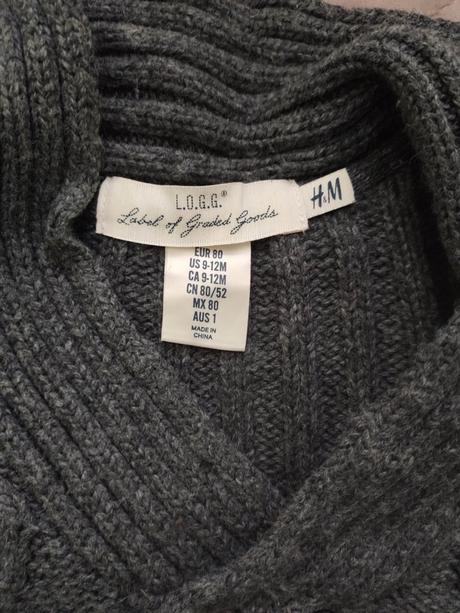 L.O.G.G.®
Label of Graded Goods
H&M
EUR 80
US 9-12M
CA 9-12M
CN 80/52
MX 80
AUS 1
MADE IN
CHINA